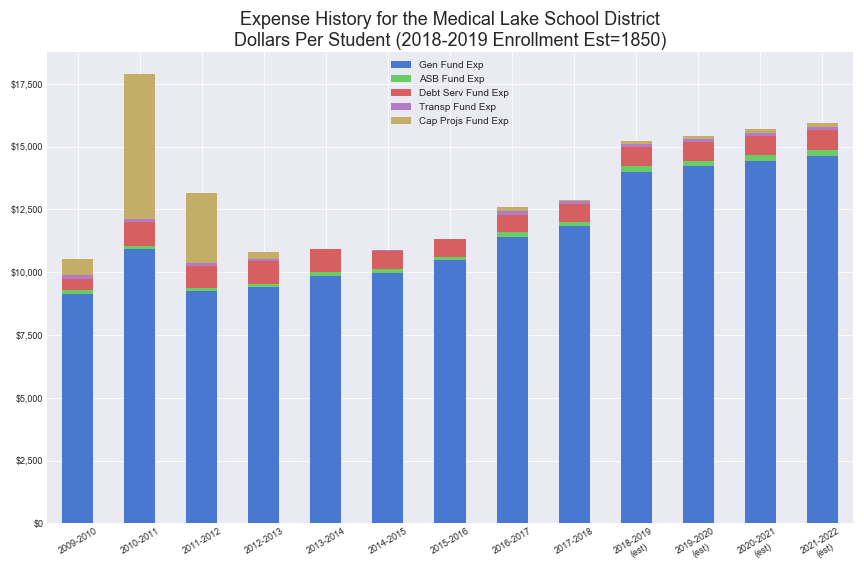 Expense History for the Medical Lake School District
Dollars Per Student (2018-2019 Enrollment Est=1850)
Gen Fund Exp
ASB Fund Exp
Debt Serv Fund Exp
Transp Fund Exp
Cap Projs Fund Exp
$17,500
$15,000
$12,500
$10,000
$7,500
$5,000
$2,500
$0
2009-2010
2010-2011
2011-2012
2012-2013
2013-2014
2014-2015
2015-2016
2016-2017
2017-2018
2018-2019
(est)
2019-2020
(est)
2020-2021
(est)
2021-2022
(est)